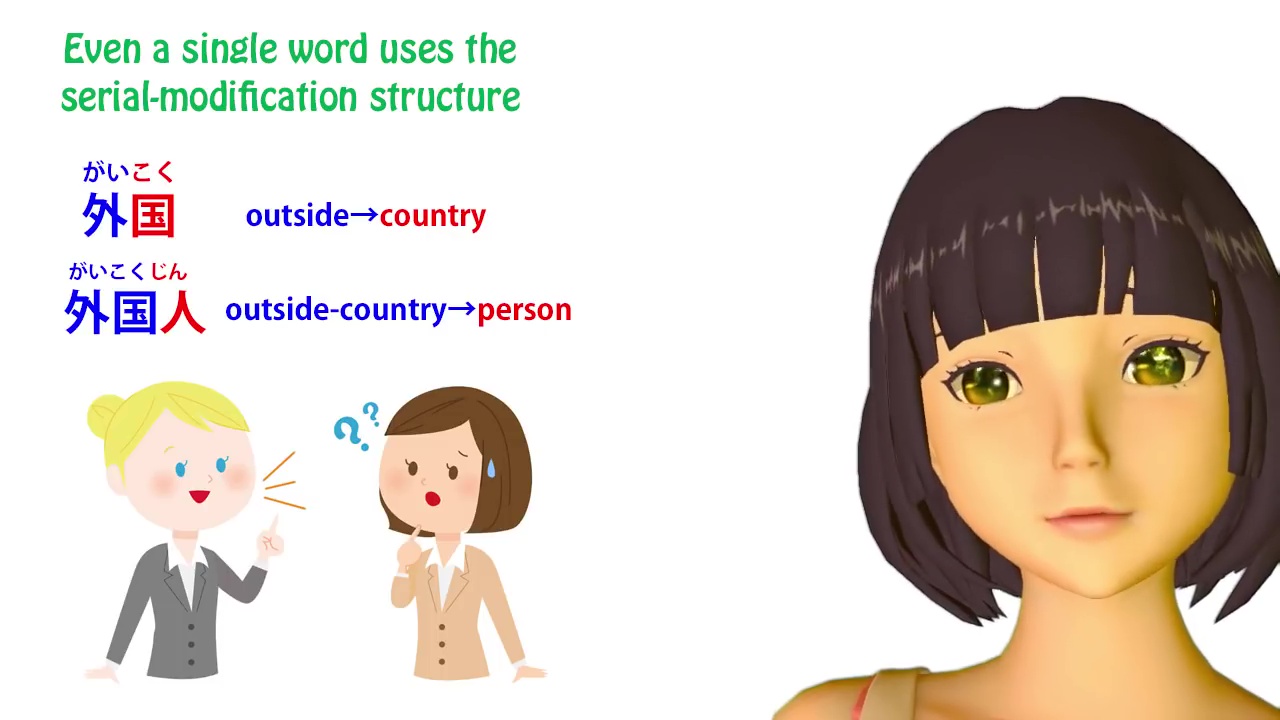 Even a single word uses the
serial-modification structure
がいこく
外国 outside→country
がいこくじん
外国人 outside-country→person
???